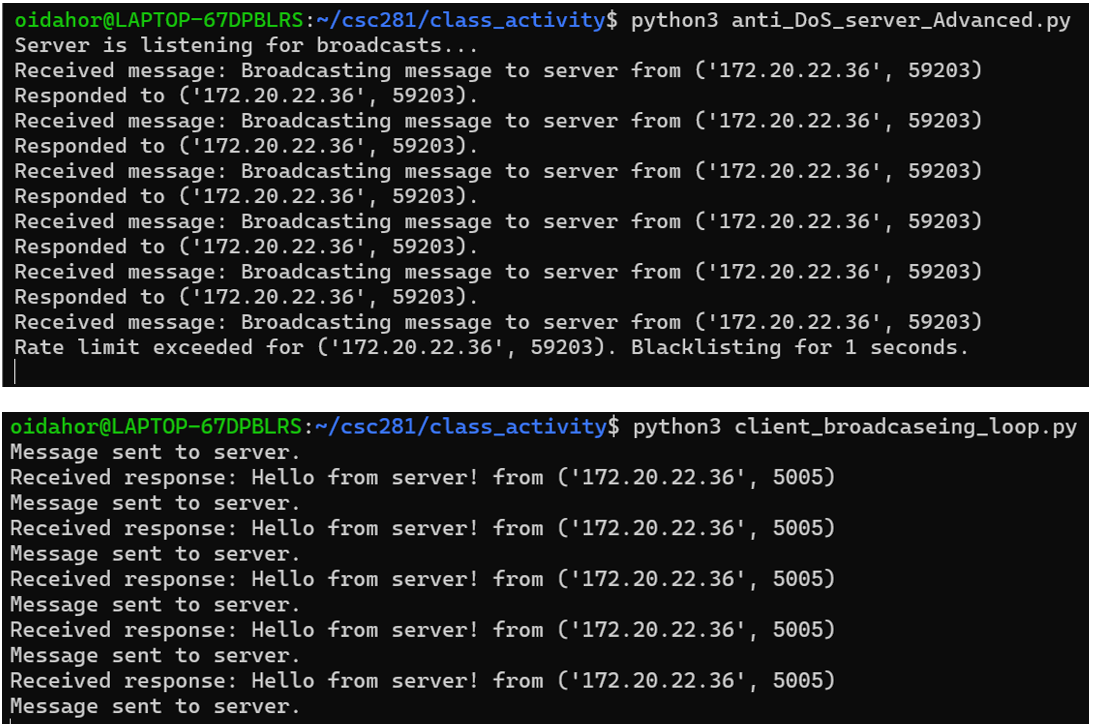 oidahor@LAPTOP-67DPBLRS:~/csc281/class_activity$ python3 anti_DoS_server_Advanced.py
Server is listening for broadcasts...
Received message: Broadcasting message to server from ('172.20.22.36', 59203)
Responded to ('172.20.22.36', 59203).
Received message: Broadcasting message to server from ('172.20.22.36', 59203)
Responded to ('172.20.22.36', 59203).
Received message: Broadcasting message to server from ('172.20.22.36', 59203)
Responded to ('172.20.22.36', 59203).
Received message: Broadcasting message to server from ('172.20.22.36', 59203)
Responded to ('172.20.22.36', 59203).
Received message: Broadcasting message to server from ('172.20.22.36', 59203)
Responded to ('172.20.22.36', 59203).
Received message: Broadcasting message to server from ('172.20.22.36', 59203)
Rate limit exceeded for ('172.20.22.36', 59203). Blacklisting for 1 seconds.
oidahor@LAPTOP-67DPBLRS:~/csc281/class_activity$ python3 client_broadcaseing_loop.py
Message sent to server.
Received response: Hello from server! from ('172.20.22.36', 5005)
Message sent to server.
Received response: Hello from server! from ('172.20.22.36', 5005)
Message sent to server.
Received response: Hello from server! from ('172.20.22.36', 5005)
Message sent to server.
Received response: Hello from server! from ('172.20.22.36', 5005)
Message sent to server.
Received response: Hello from server! from ('172.20.22.36', 5005)
Message sent to server.